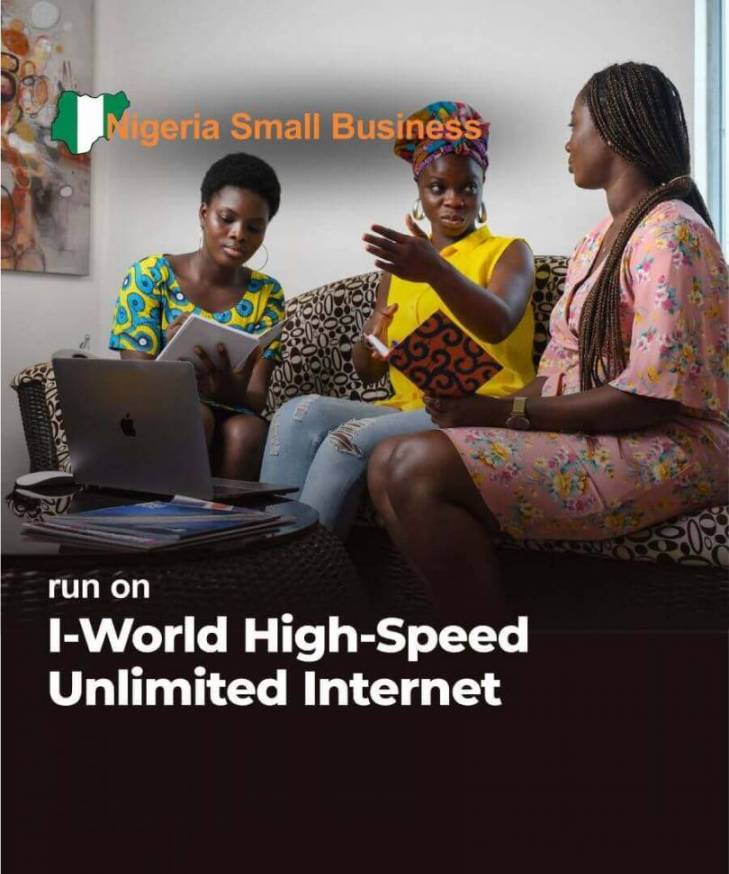 Nigeria Small Business
run on
I-World High-Speed
Unlimited Internet